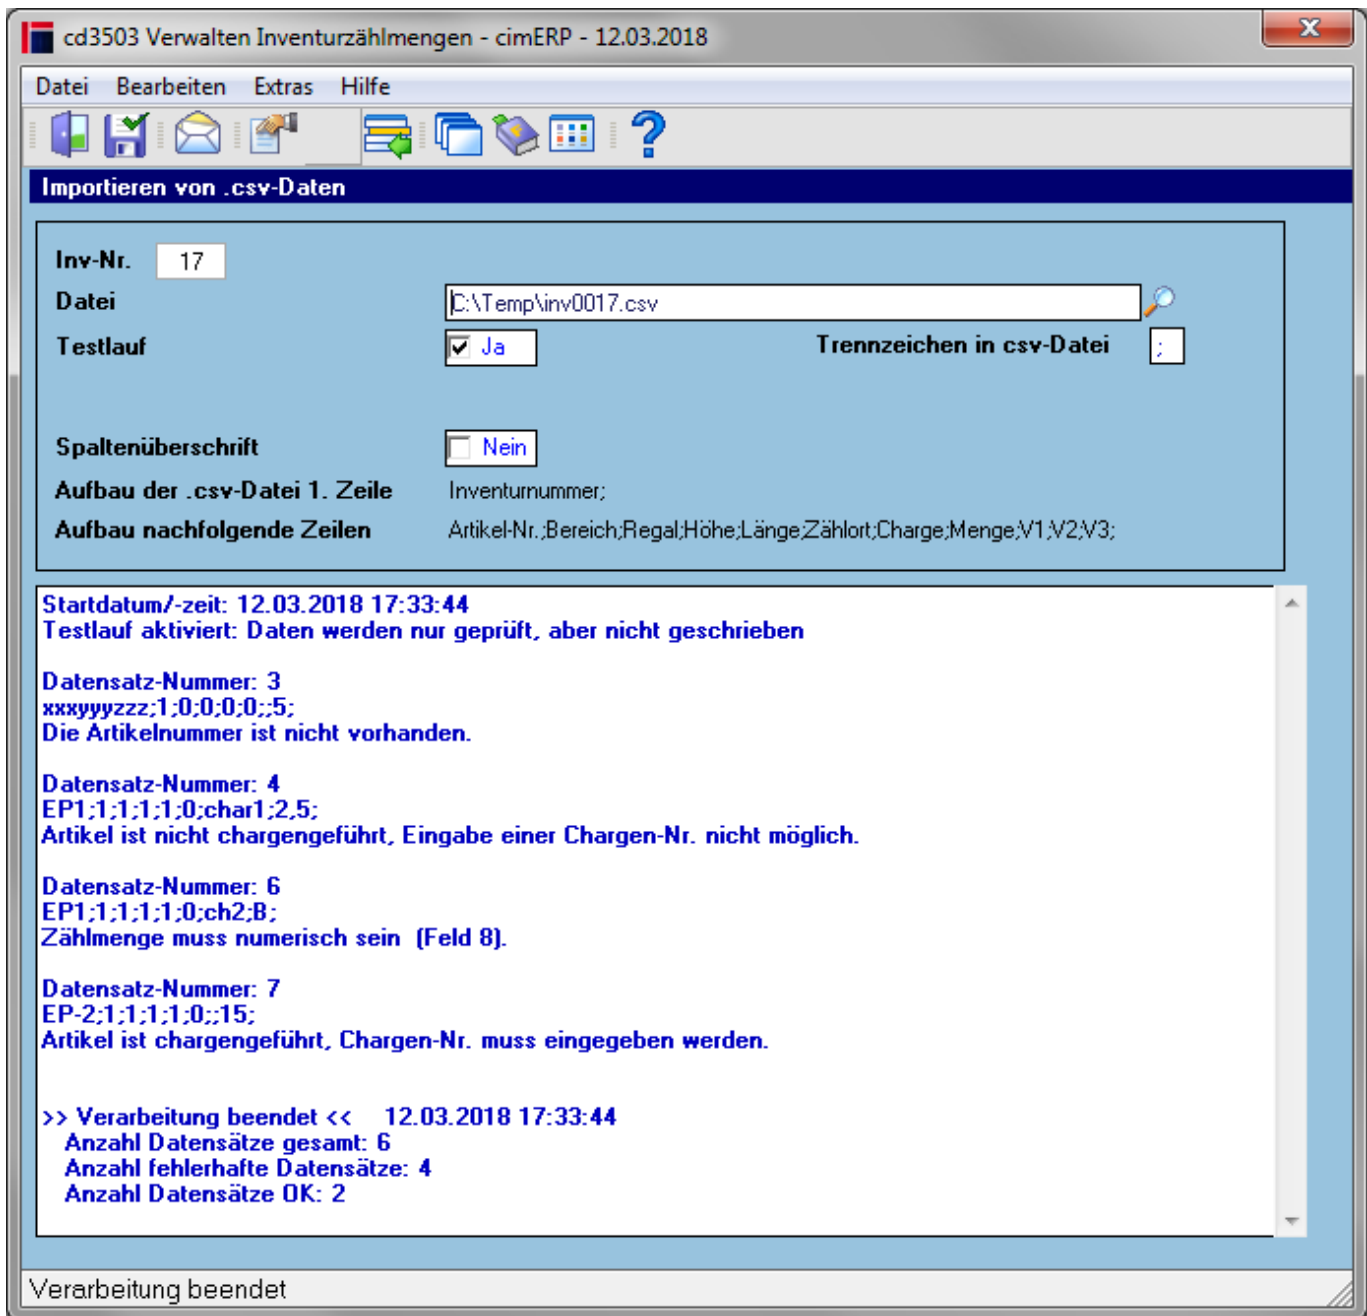 cd3503 Verwalten Inventurzählmengen - cimERP - 12.03.2018
Datei Bearbeiten Extras Hilfe
Importieren von .csv-Daten
Inv-Nr. 17
Datei C:\Temp\inv0017.csv
Testlauf Ja Trennzeichen in csv-Datei ;
Spaltenüberschrift Nein
Aufbau der .csv-Datei 1. Zeile Inventurnummer;
Aufbau nachfolgende Zeilen Artikel-Nr.;Bereich;Regal;Höhe;Länge;Zählort;Charge;Menge;V1;V2;V3;
Startdatum/-zeit: 12.03.2018 17:33:44
Testlauf aktiviert: Daten werden nur geprüft, aber nicht geschrieben
Datensatz-Nummer: 3
xxxyyyzzz;1;0;0;0;0;;5;
Die Artikelnummer ist nicht vorhanden.
Datensatz-Nummer: 4
EP1;1;1;1;1;0;char1;2,5;
Artikel ist nicht chargengeführt, Eingabe einer Chargen-Nr. nicht möglich.
Datensatz-Nummer: 6
EP1;1;1;1;1;0;ch2;B;
Zählmenge muss numerisch sein  (Feld 8).
Datensatz-Nummer: 7
EP-2;1;1;1;1;0;;15;
Artikel ist chargengeführt, Chargen-Nr. muss eingegeben werden.
>> Verarbeitung beendet << 12.03.2018 17:33:44
Anzahl Datensätze gesamt: 6
Anzahl fehlerhafte Datensätze: 4
Anzahl Datensätze OK: 2
Verarbeitung beendet